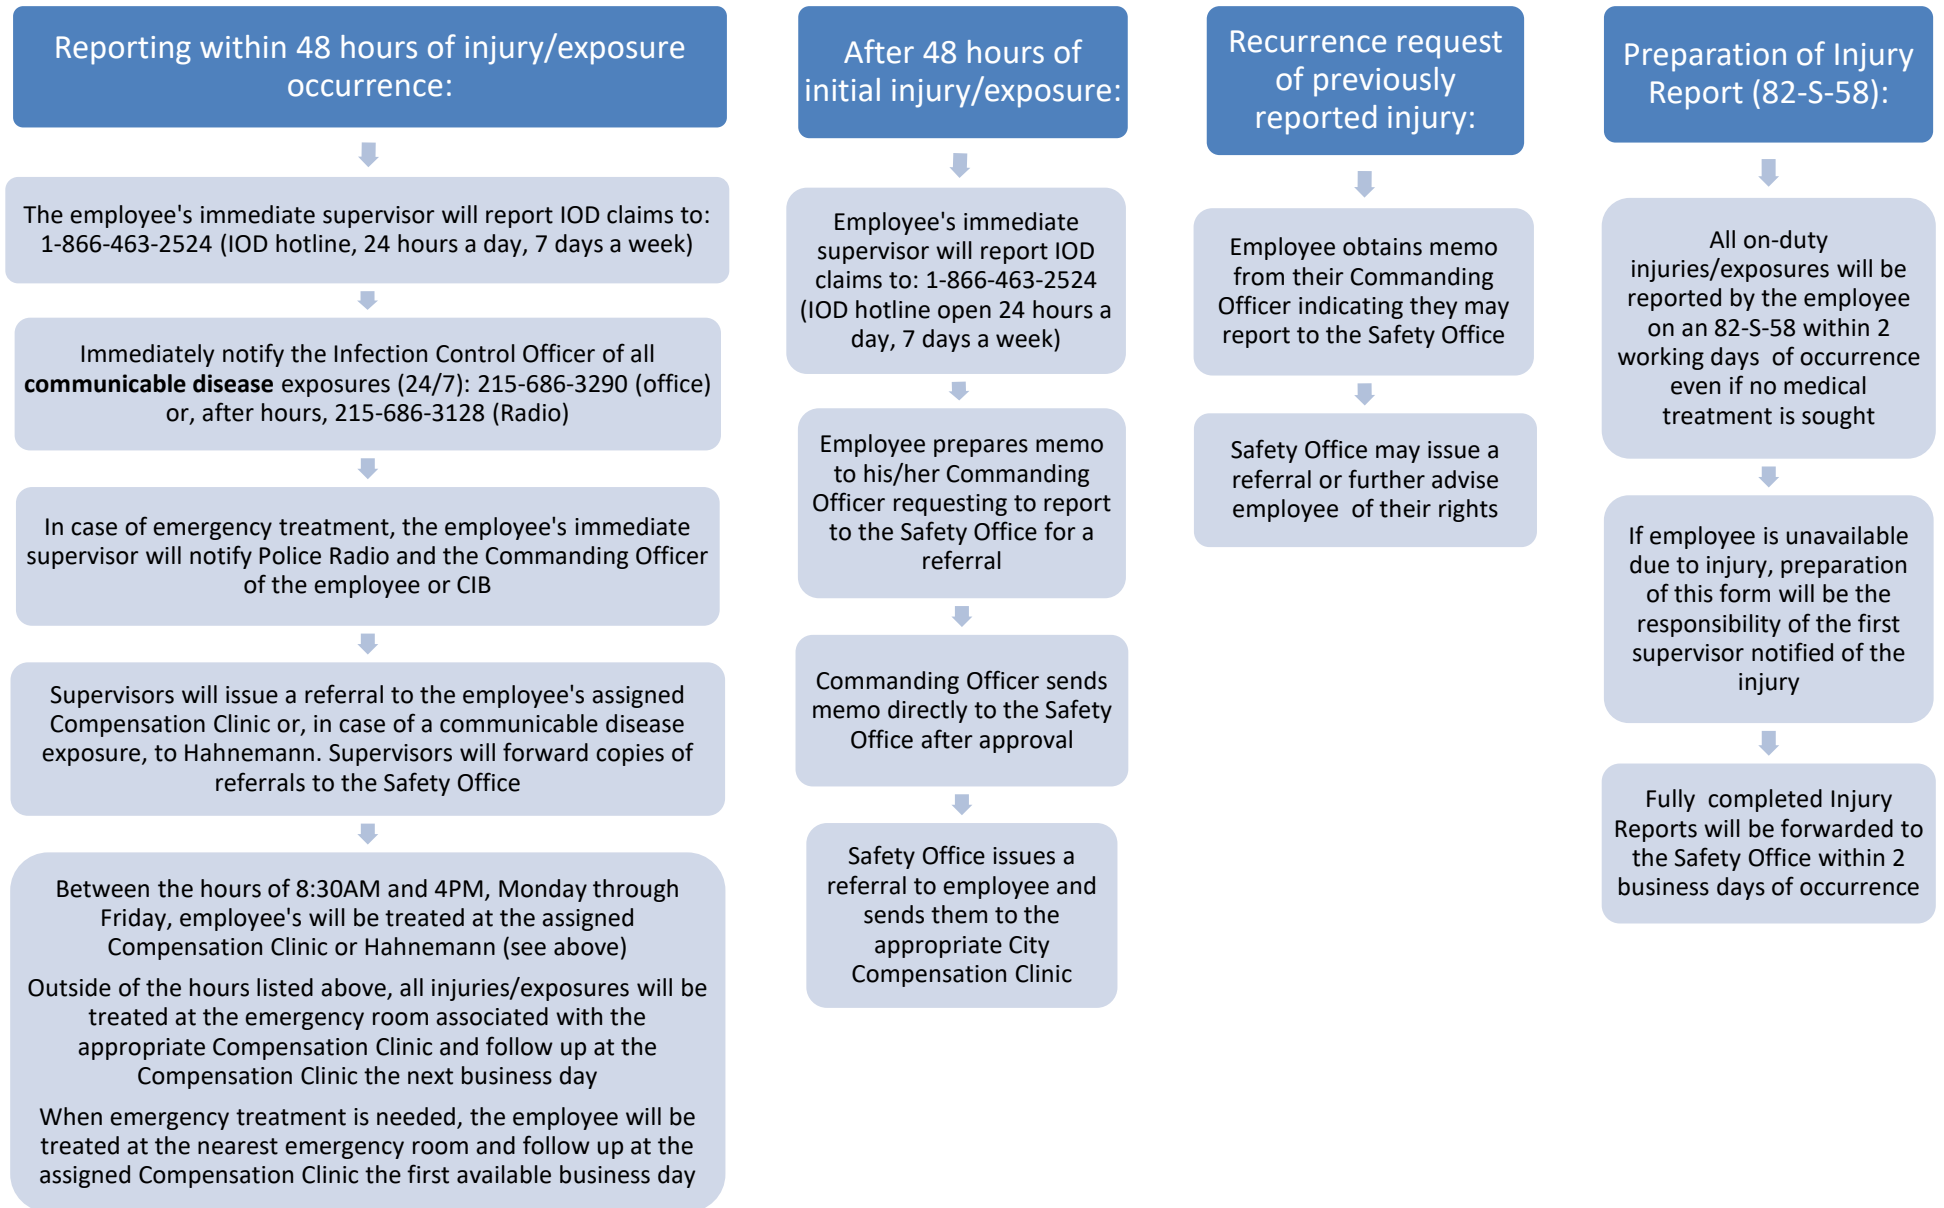 Reporting within 48 hours of injury/exposure
occurrence:
The employee's immediate supervisor will report IOD claims to:
1-866-463-2524 (IOD hotline, 24 hours a day, 7 days a week)
Immediately notify the Infection Control Officer of all
communicable disease exposures (24/7): 215-686-3290 (office)
or, after hours, 215-686-3128 (Radio)
In case of emergency treatment, the employee's immediate
supervisor will notify Police Radio and the Commanding Officer
of the employee or CIB
Supervisors will issue a referral to the employee's assigned
Compensation Clinic or, in case of a communicable disease
exposure, to Hahnemann. Supervisors will forward copies of
referrals to the Safety Office
Between the hours of 8:30AM and 4PM, Monday through
Friday, employee's will be treated at the assigned
Compensation Clinic or Hahnemann (see above)
Outside of the hours listed above, all injuries/exposures will be
treated at the emergency room associated with the
appropriate Compensation Clinic and follow up at the
Compensation Clinic the next business day
When emergency treatment is needed, the employee will be
treated at the nearest emergency room and follow up at the
assigned Compensation Clinic the first available business day
After 48 hours of
initial injury/exposure:
Employee's immediate
supervisor will report IOD
claims to: 1-866-463-2524
(IOD hotline open 24 hours a
day, 7 days a week)
Employee prepares memo
to his/her Commanding
Officer requesting to report
to the Safety Office for a
referral
Commanding Officer sends
memo directly to the Safety
Office after approval
Safety Office issues a
referral to employee and
sends them to the
appropriate City
Compensation Clinic
Recurrence request
of previously
reported injury:
Employee obtains memo
from their Commanding
Officer indicating they may
report to the Safety Office
Safety Office may issue a
referral or further advise
employee of their rights
Preparation of Injury
Report (82-S-58):
All on-duty
injuries/exposures will be
reported by the employee
on an 82-S-58 within 2
working days of occurrence
even if no medical
treatment is sought
If employee is unavailable
due to injury, preparation
of this form will be the
responsibility of the first
supervisor notified of the
injury
Fully completed Injury
Reports will be forwarded to
the Safety Office within 2
business days of occurrence